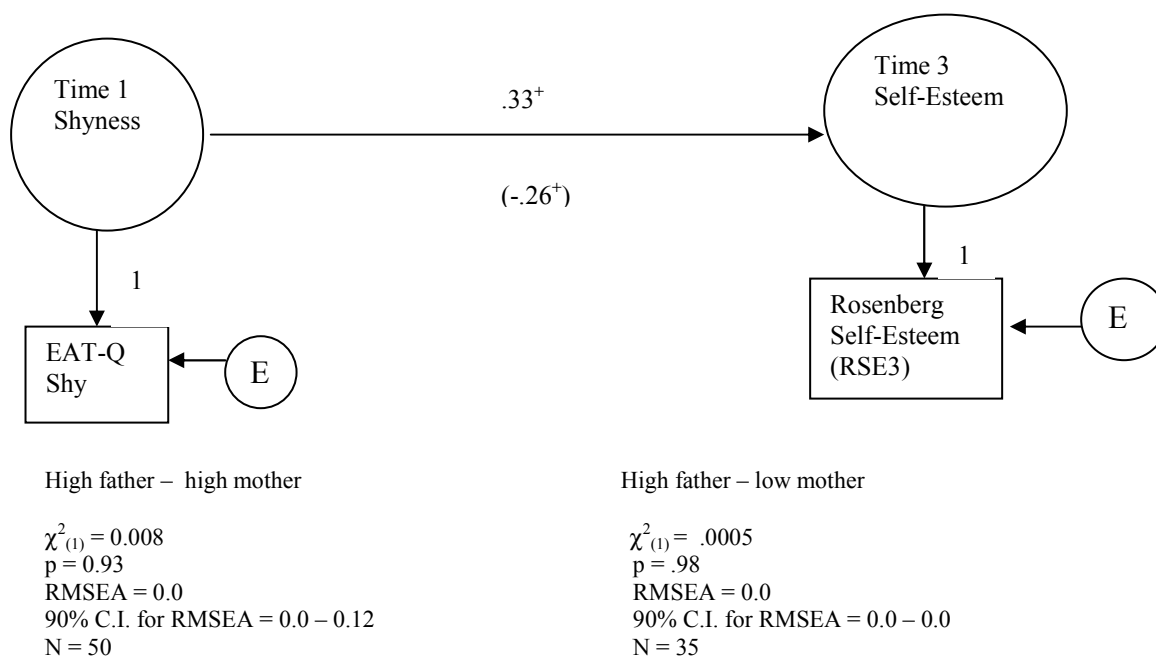 Time 1
Shyness
.33⁺
(-.26⁺)
Time 3
Self-Esteem
1
1
EAT-Q
Shy
E
Rosenberg
Self-Esteem
(RSE3)
E
High father – high mother
χ²₍₁₎ = 0.008
p = 0.93
RMSEA = 0.0
90% C.I. for RMSEA = 0.0 – 0.12
N = 50
High father – low mother
χ²₍₁₎ = .0005
p = .98
RMSEA = 0.0
90% C.I. for RMSEA = 0.0 – 0.0
N = 35